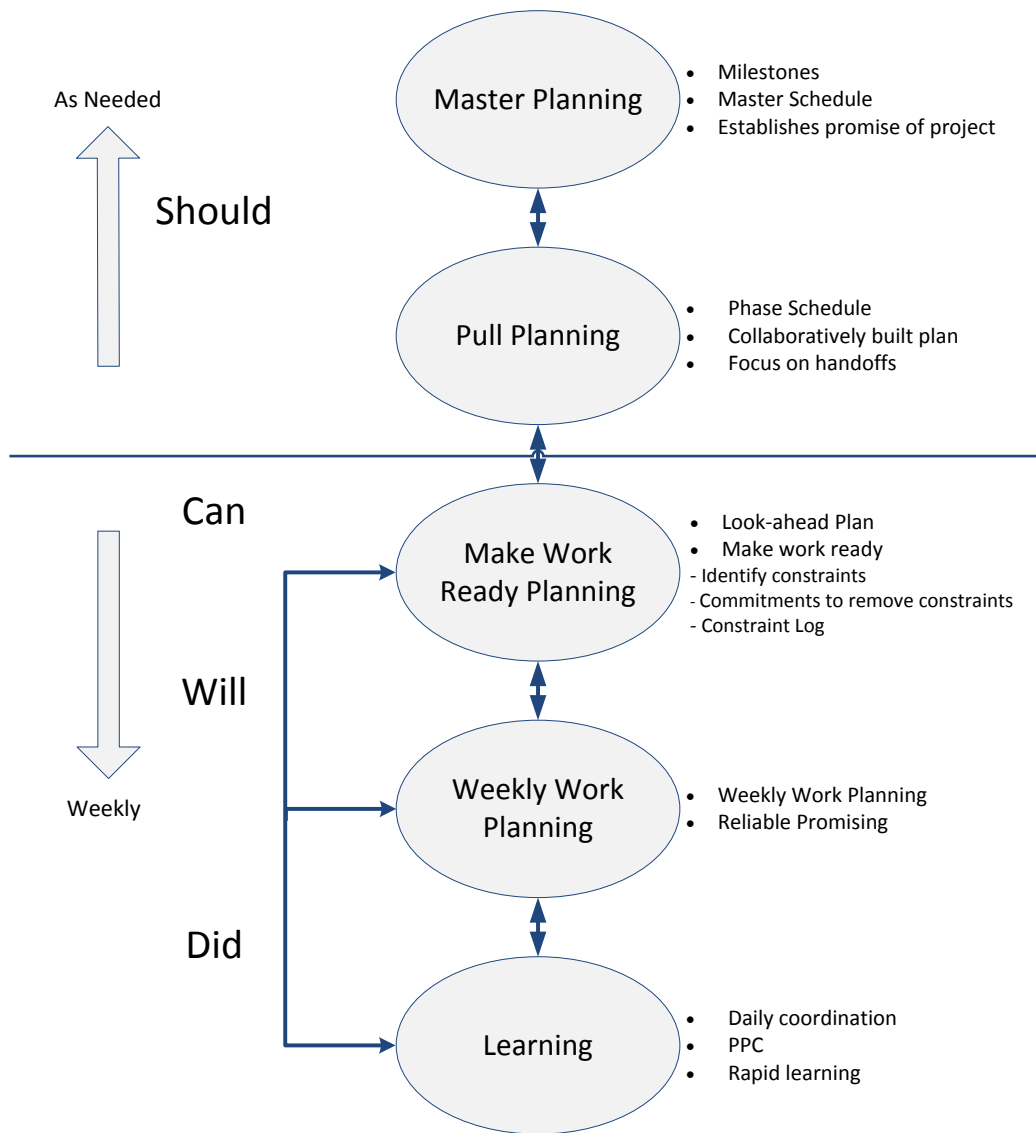 As Needed
Should
Master Planning
• Milestones
• Master Schedule
• Establishes promise of project
Pull Planning
• Phase Schedule
• Collaboratively built plan
• Focus on handoffs
Can
Make Work
Ready Planning
• Look-ahead Plan
• Make work ready
- Identify constraints
- Commitments to remove constraints
- Constraint Log
Will
Weekly
Weekly Work
Planning
• Weekly Work Planning
• Reliable Promising
Did
Learning
• Daily coordination
• PPC
• Rapid learning